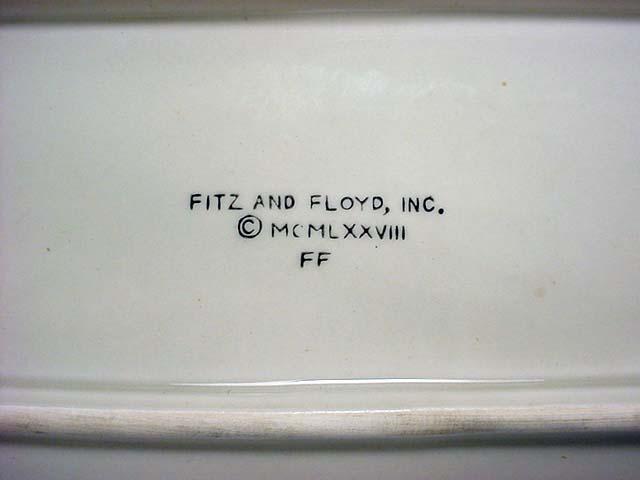 FITZ AND FLOYD, INC.
© MCMLXXVIII
FF